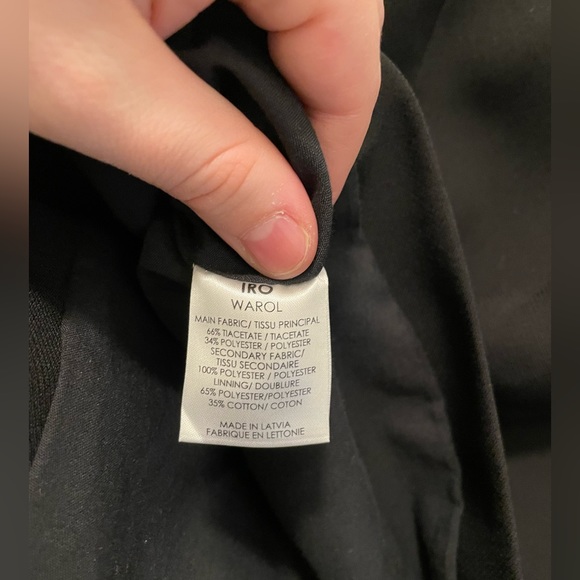 IRO
WAROL
MAIN FABRIC/ TISSU PRINCIPAL
66% TIACETATE / TIACETATE
34% POLYESTER / POLYESTER
SECONDARY FABRIC/
TISSU SECONDAIRE
100% POLYESTER / POLYESTER
LINNING/ DOUBLURE
65% POLYESTER/POLYESTER
35% COTTON/ COTON
MADE IN LATVIA
FABRIQUE EN LETTONIE